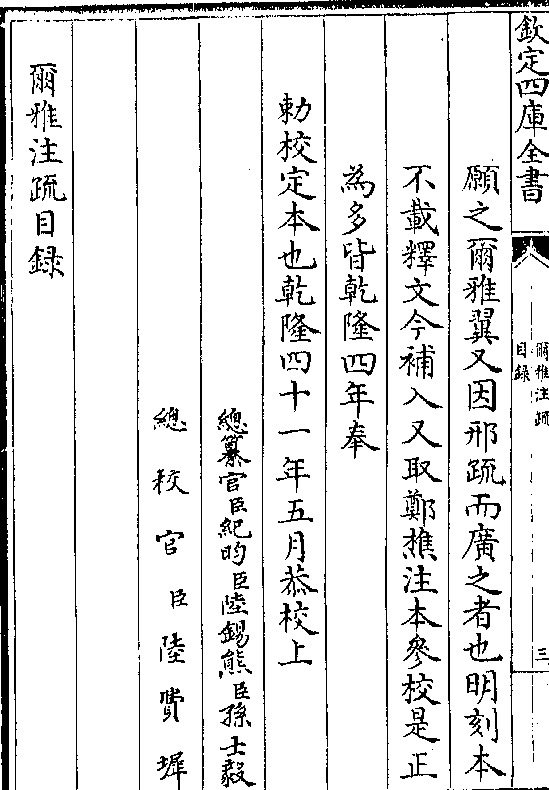 欽定四庫全書
爾雅注疏
目録
三
願之爾雅翼又因邢疏而廣之者也明刻本
不載釋文今補入又取鄭樵注本參校是正
為多皆乾隆四年奉
勅校定本也乾隆四十一年五月恭校上
總纂官臣紀昀臣陸錫熊臣孫士毅
總校官臣陸費墀
爾雅注疏目録